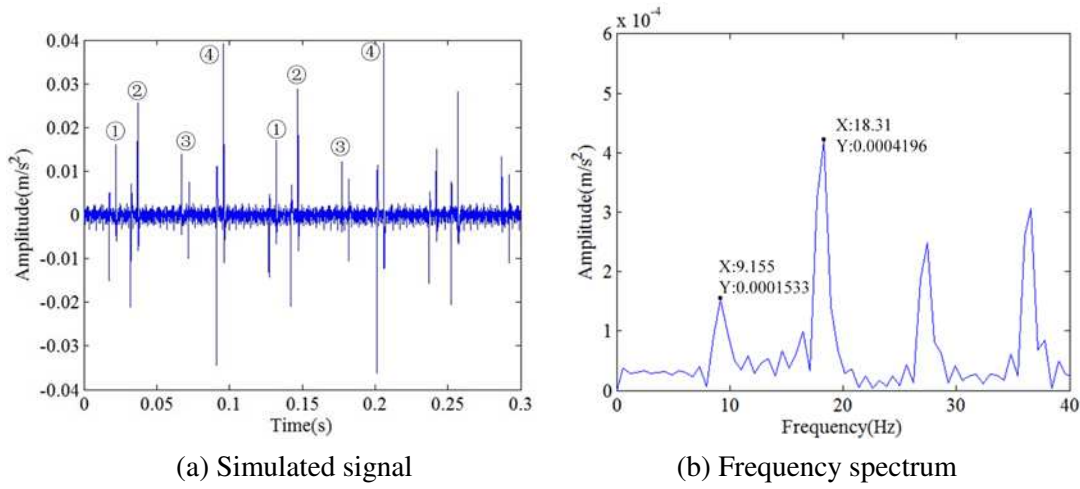 0.04
0.03
0.02
0.01
0
-0.01
-0.02
-0.03
-0.04
Amplitude(m/s²)
① ② ③ ④ ① ② ③ ④
0 0.05 0.1 0.15 0.2 0.25 0.3
Time(s)
(a) Simulated signal
x 10⁻⁴
6
5
4
3
2
1
0
Amplitude(m/s²)
X:18.31
Y:0.0004196
X:9.155
Y:0.0001533
0 10 20 30 40
Frequency(Hz)
(b) Frequency spectrum